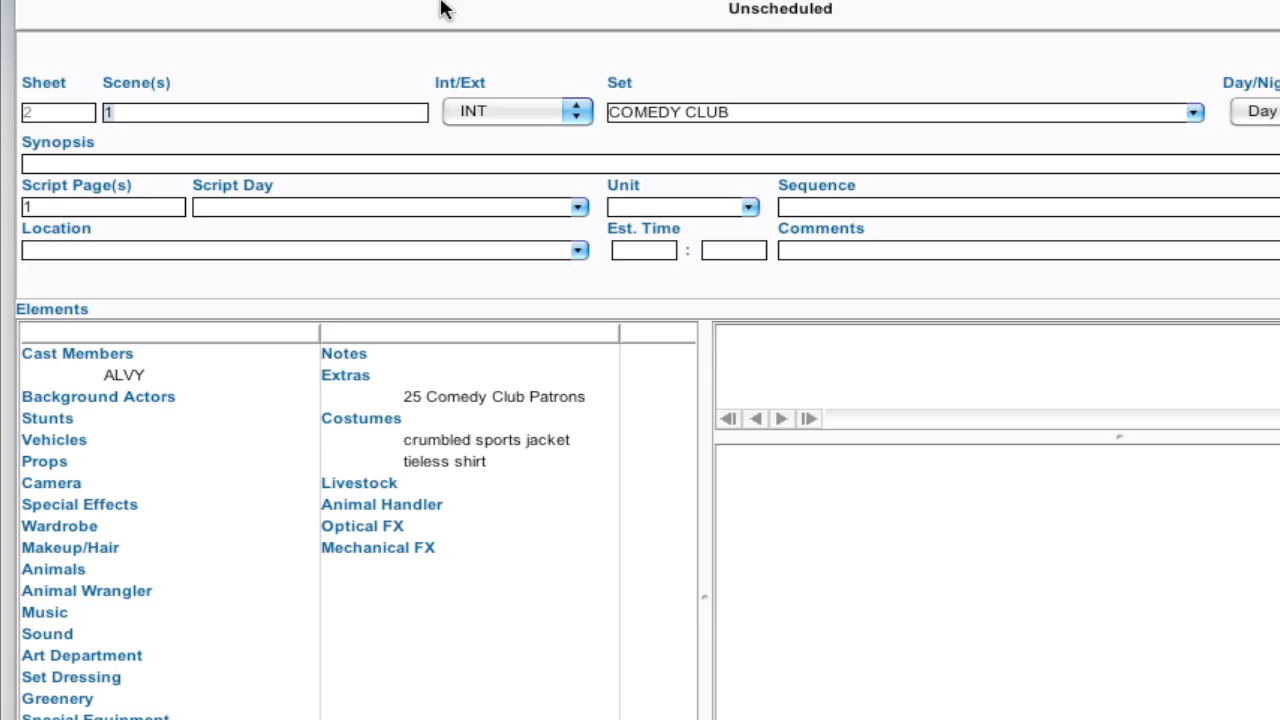 Unscheduled
Sheet Scene(s) Int/Ext Set Day/Nig
2 1 INT COMEDY CLUB Day
Synopsis
Script Page(s) Script Day Unit Sequence
1
Location Est. Time Comments
:
Elements
Cast Members Notes
ALVY Extras
Background Actors 25 Comedy Club Patrons
Stunts Costumes
Vehicles crumbled sports jacket
Props tieless shirt
Camera Livestock
Special Effects Animal Handler
Wardrobe Optical FX
Makeup/Hair Mechanical FX
Animals
Animal Wrangler
Music
Sound
Art Department
Set Dressing
Greenery
Special Equipment